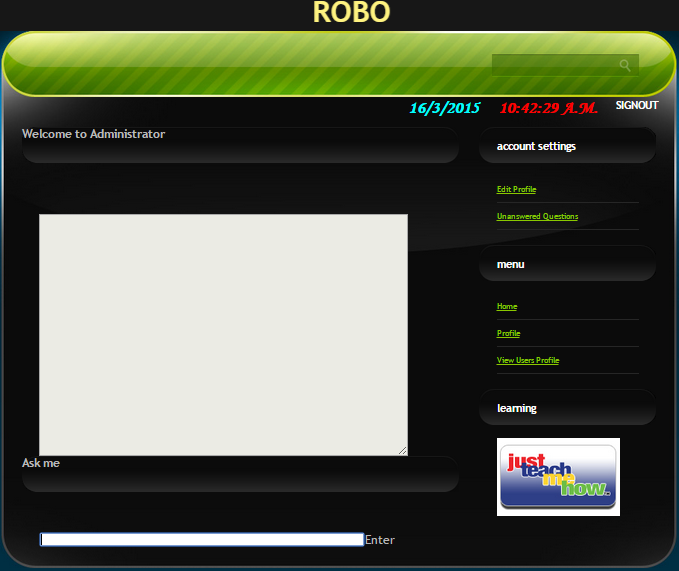 ROBO
16/3/2015 10:42:29 A.M. SIGNOUT
Welcome to Administrator
account settings
Edit Profile
Unanswered Questions
menu
Home
Profile
View Users Profile
learning
just
teach
me
how
Ask me
Enter